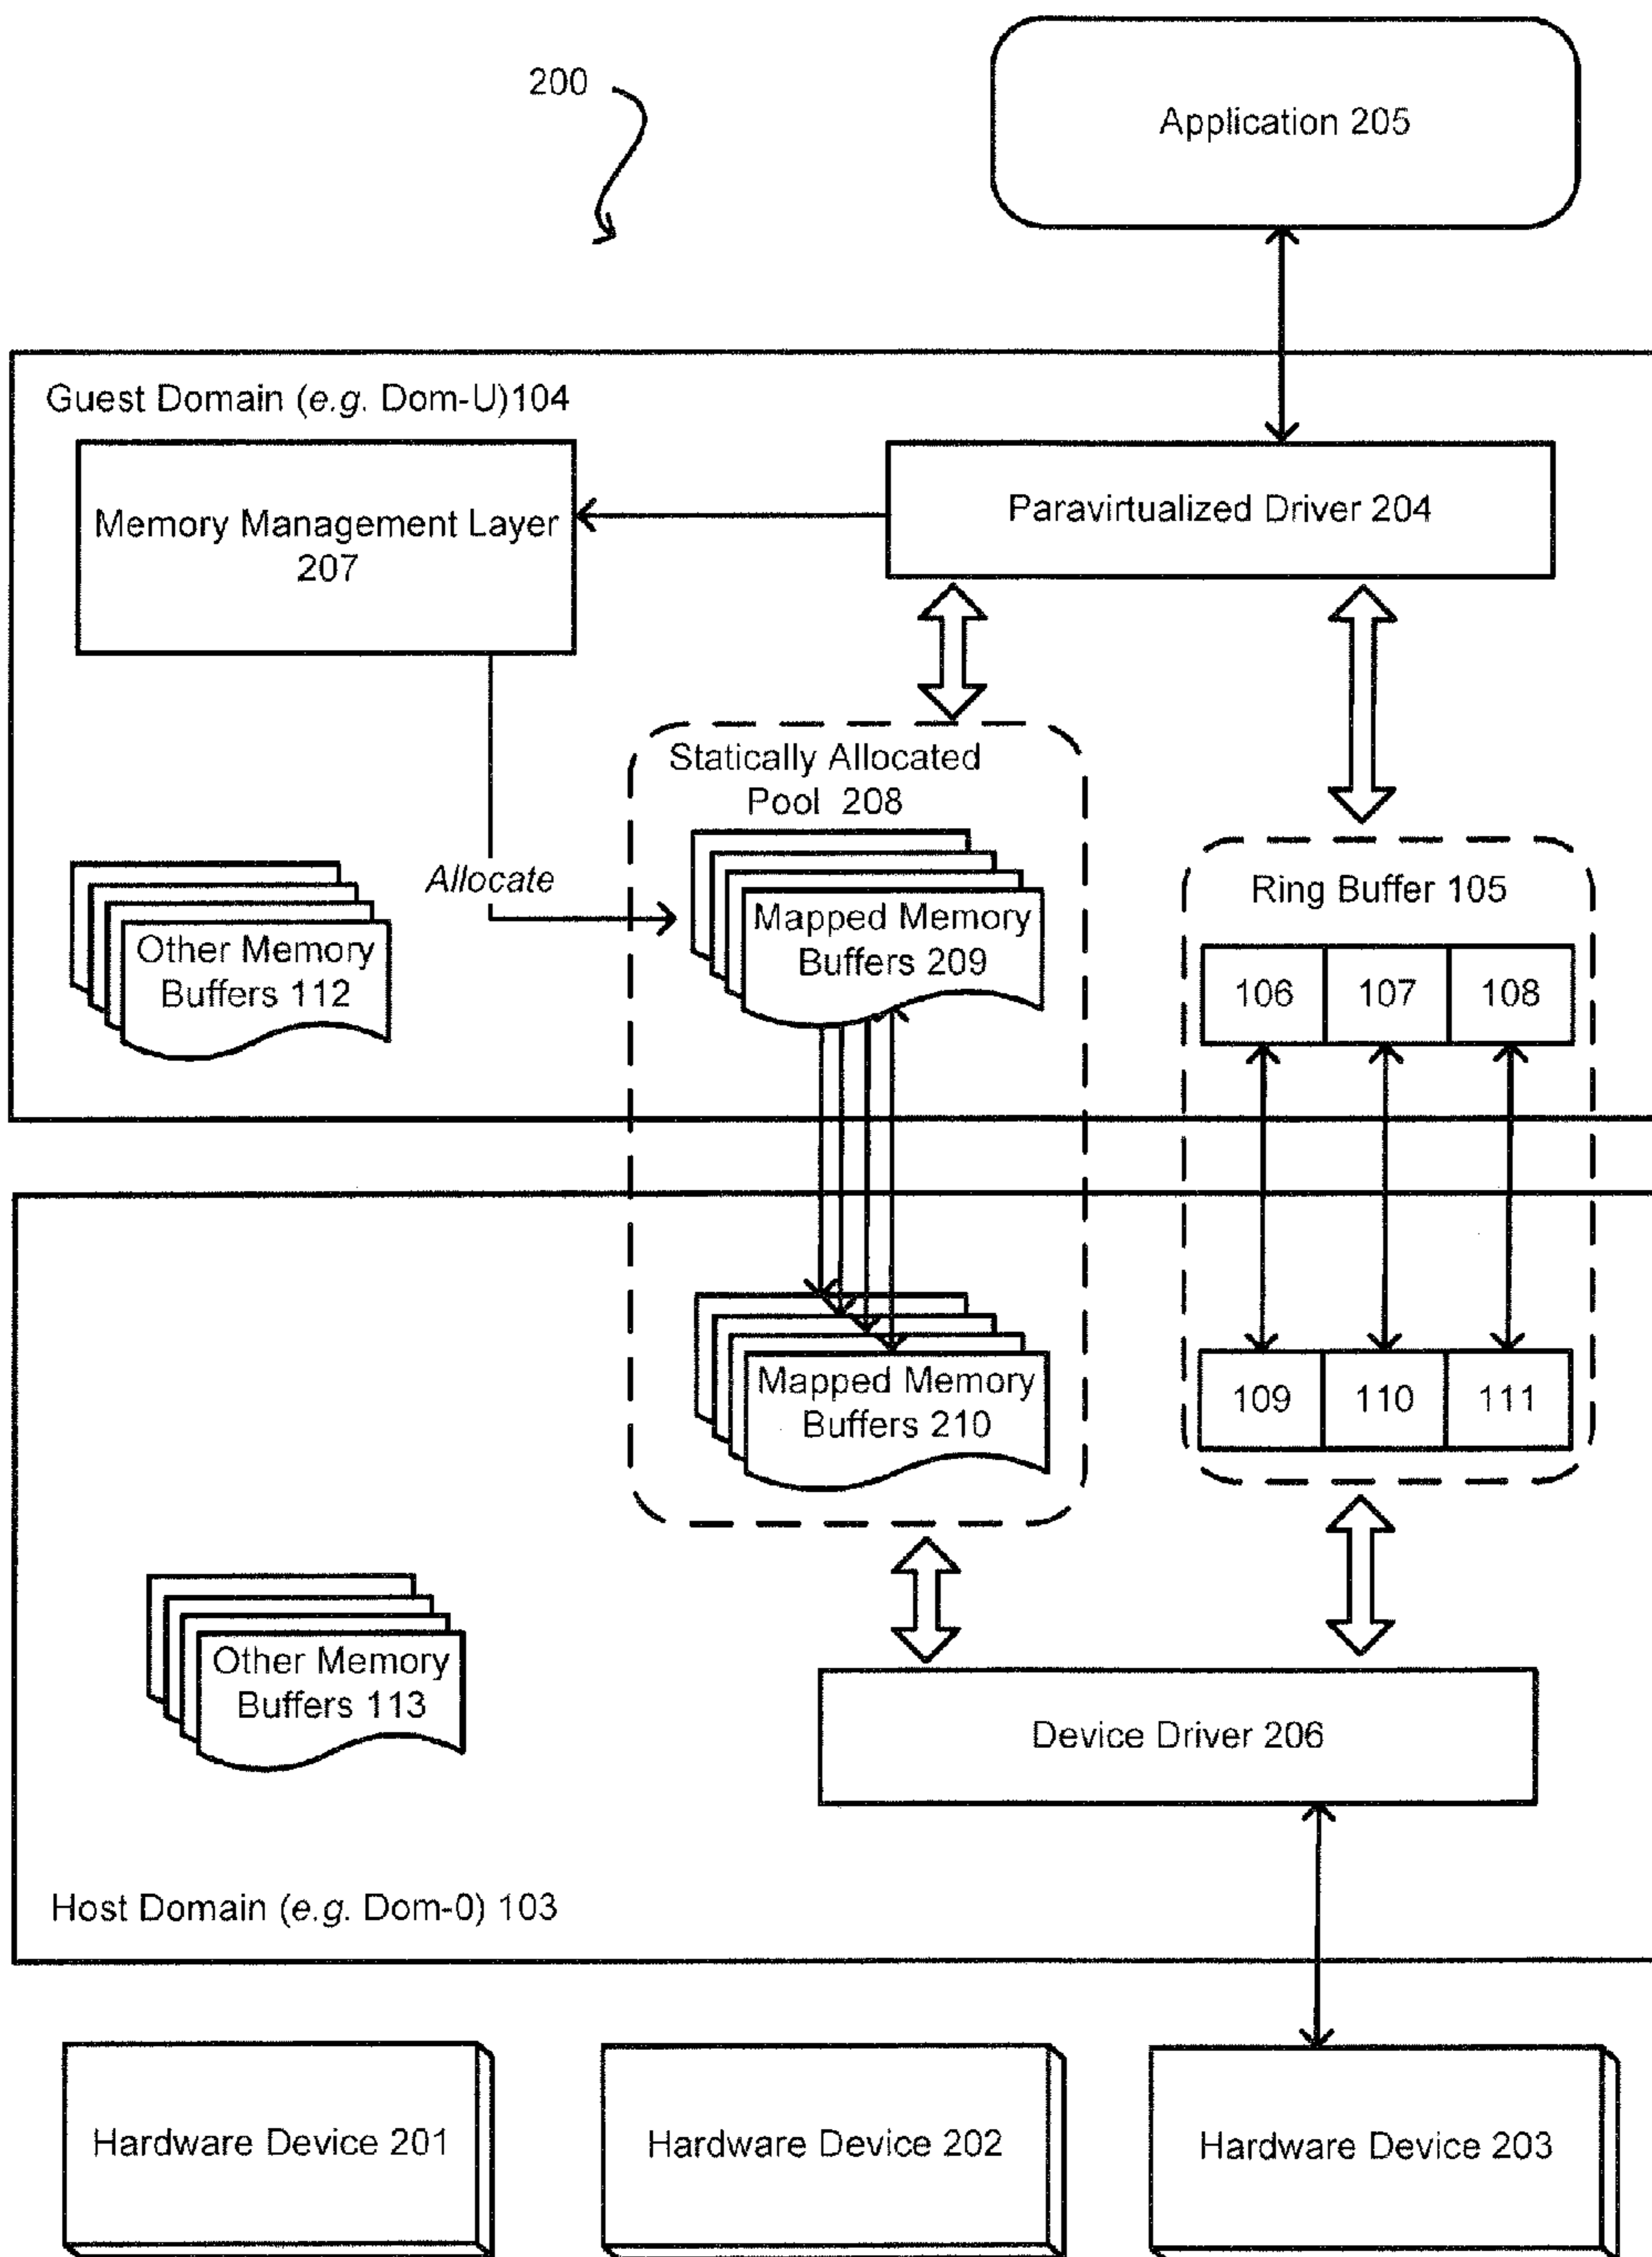 200
Application 205
Guest Domain (e.g. Dom-U)104
Memory Management Layer
207
Paravirtualized Driver 204
Statically Allocated
Pool 208
Allocate
Mapped Memory
Buffers 209
Other Memory
Buffers 112
Ring Buffer 105
106 107 108
109 110 111
Mapped Memory
Buffers 210
Other Memory
Buffers 113
Device Driver 206
Host Domain (e.g. Dom-0) 103
Hardware Device 201
Hardware Device 202
Hardware Device 203